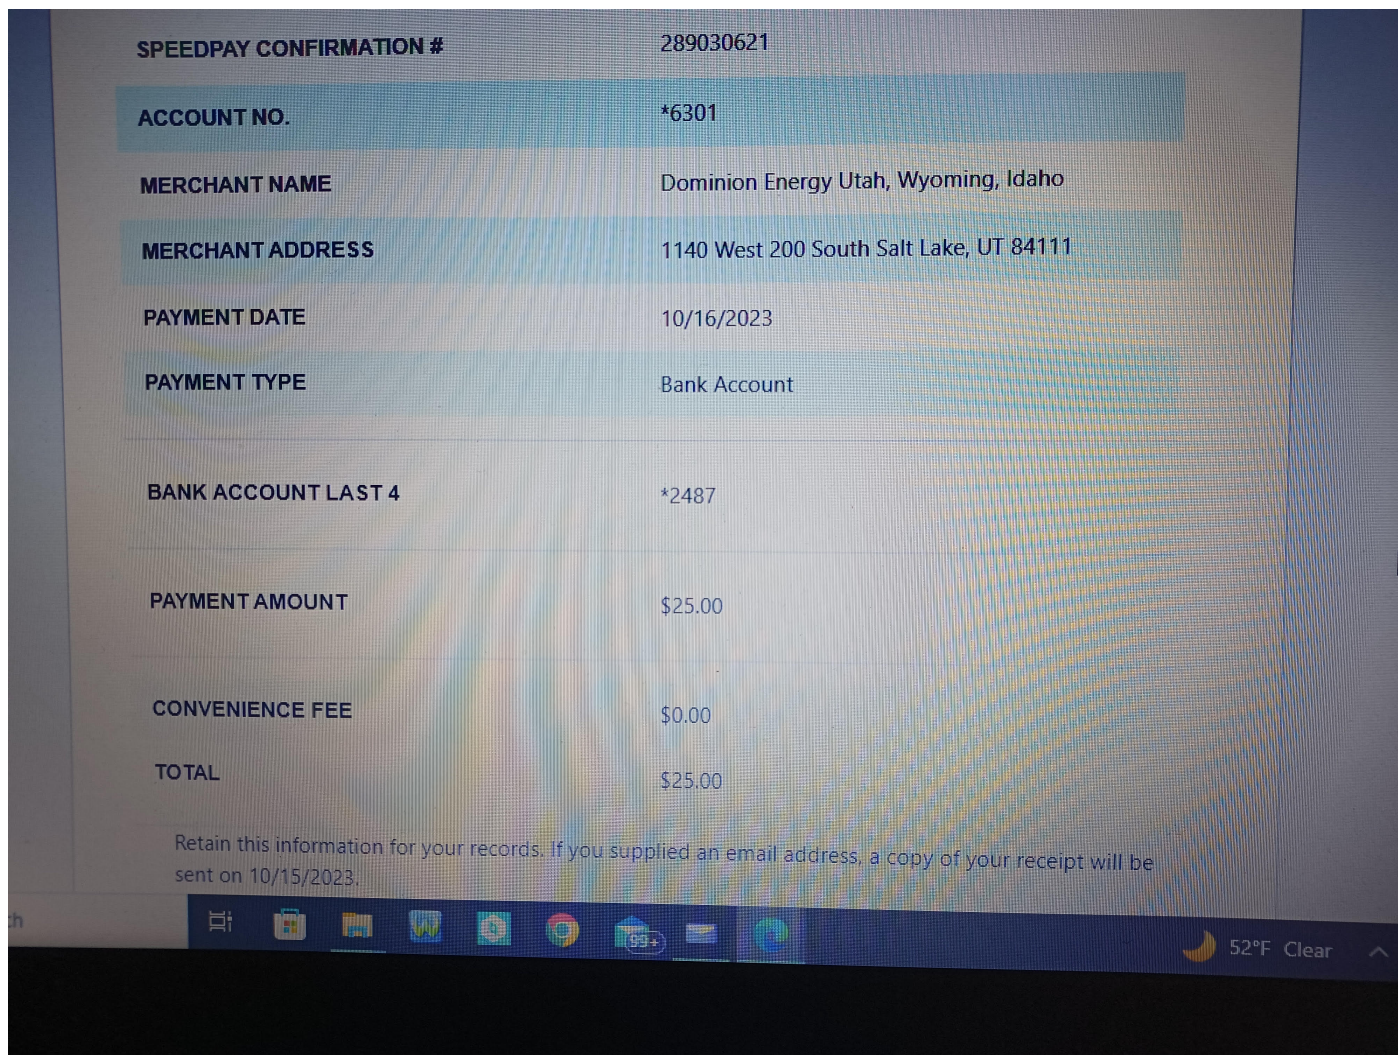 SPEEDPAY CONFIRMATION # 289030621
ACCOUNT NO. *6301
MERCHANT NAME Dominion Energy Utah, Wyoming, Idaho
MERCHANT ADDRESS 1140 West 200 South Salt Lake, UT 84111
PAYMENT DATE 10/16/2023
PAYMENT TYPE Bank Account
BANK ACCOUNT LAST 4 *2487
PAYMENT AMOUNT $25.00
CONVENIENCE FEE $0.00
TOTAL $25.00
Retain this information for your records. If you supplied an email address, a copy of your receipt will be
sent on 10/15/2023.
ch 99+ 52°F Clear